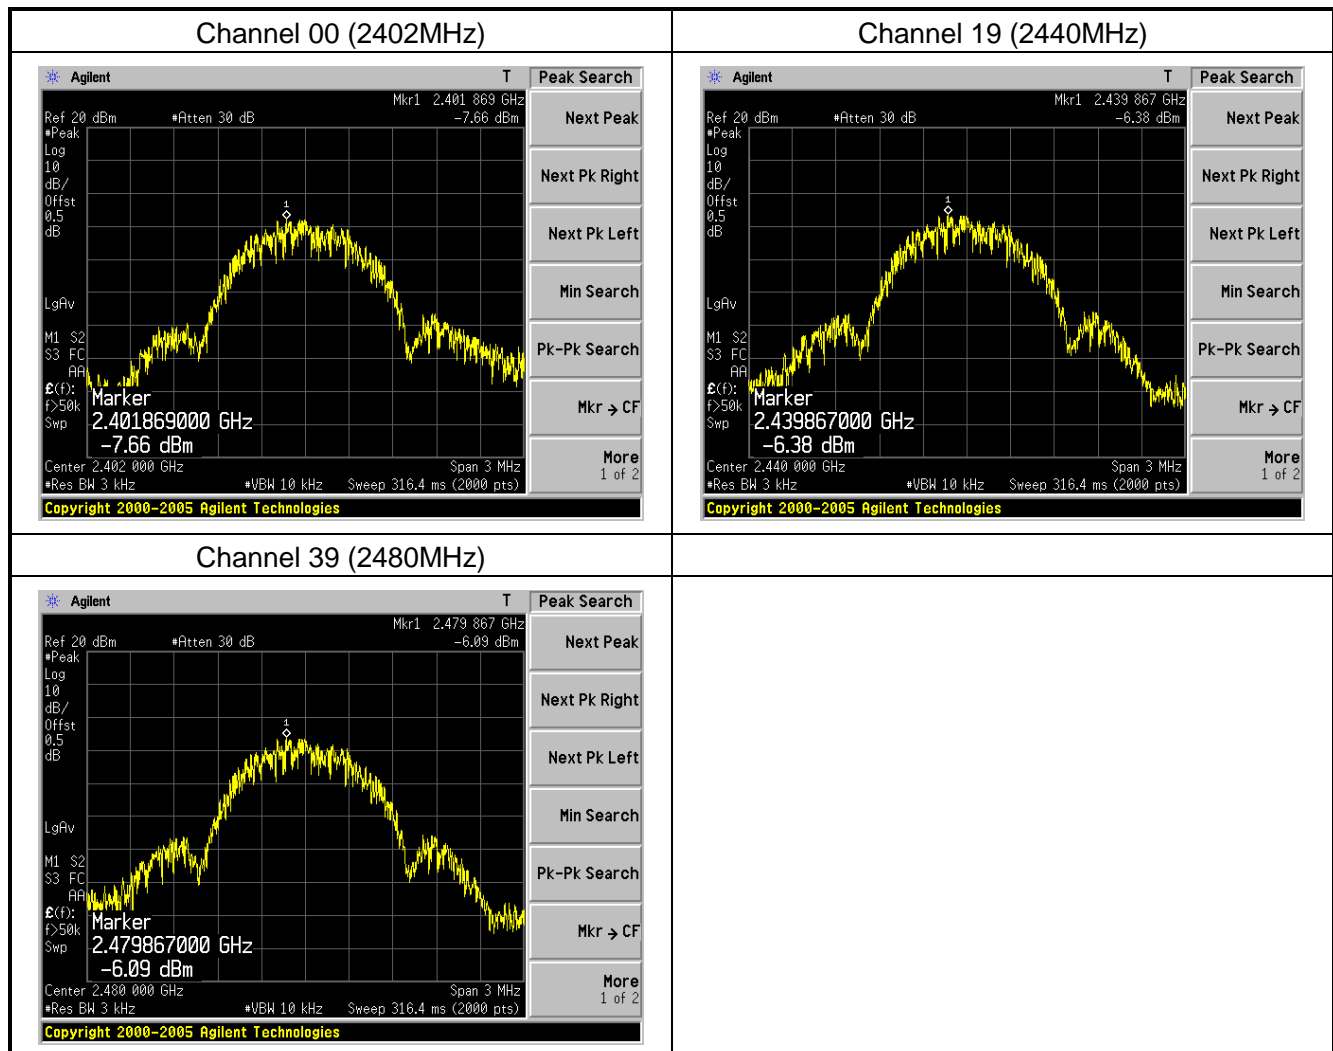 Channel 00 (2402MHz)
Agilent T Peak Search
Mkr1 2.401 869 GHz
Ref 20 dBm #Atten 30 dB -7.66 dBm
#Peak
Log
10
dB/
Offst
0.5
dB
1
LgAv
M1 S2
S3 FC
AA
£(f):
f>50k
Swp
Marker
2.401869000 GHz
-7.66 dBm
Center 2.402 000 GHz Span 3 MHz
#Res BW 3 kHz #VBW 10 kHz Sweep 316.4 ms (2000 pts)
Copyright 2000-2005 Agilent Technologies
Next Peak
Next Pk Right
Next Pk Left
Min Search
Pk-Pk Search
Mkr → CF
More
1 of 2
Channel 19 (2440MHz)
Agilent T Peak Search
Mkr1 2.439 867 GHz
Ref 20 dBm #Atten 30 dB -6.38 dBm
#Peak
Log
10
dB/
Offst
0.5
dB
1
LgAv
M1 S2
S3 FC
AA
£(f):
f>50k
Swp
Marker
2.439867000 GHz
-6.38 dBm
Center 2.440 000 GHz Span 3 MHz
#Res BW 3 kHz #VBW 10 kHz Sweep 316.4 ms (2000 pts)
Copyright 2000-2005 Agilent Technologies
Next Peak
Next Pk Right
Next Pk Left
Min Search
Pk-Pk Search
Mkr → CF
More
1 of 2
Channel 39 (2480MHz)
Agilent T Peak Search
Mkr1 2.479 867 GHz
Ref 20 dBm #Atten 30 dB -6.09 dBm
#Peak
Log
10
dB/
Offst
0.5
dB
1
LgAv
M1 S2
S3 FC
AA
£(f):
f>50k
Swp
Marker
2.479867000 GHz
-6.09 dBm
Center 2.480 000 GHz Span 3 MHz
#Res BW 3 kHz #VBW 10 kHz Sweep 316.4 ms (2000 pts)
Copyright 2000-2005 Agilent Technologies
Next Peak
Next Pk Right
Next Pk Left
Min Search
Pk-Pk Search
Mkr → CF
More
1 of 2